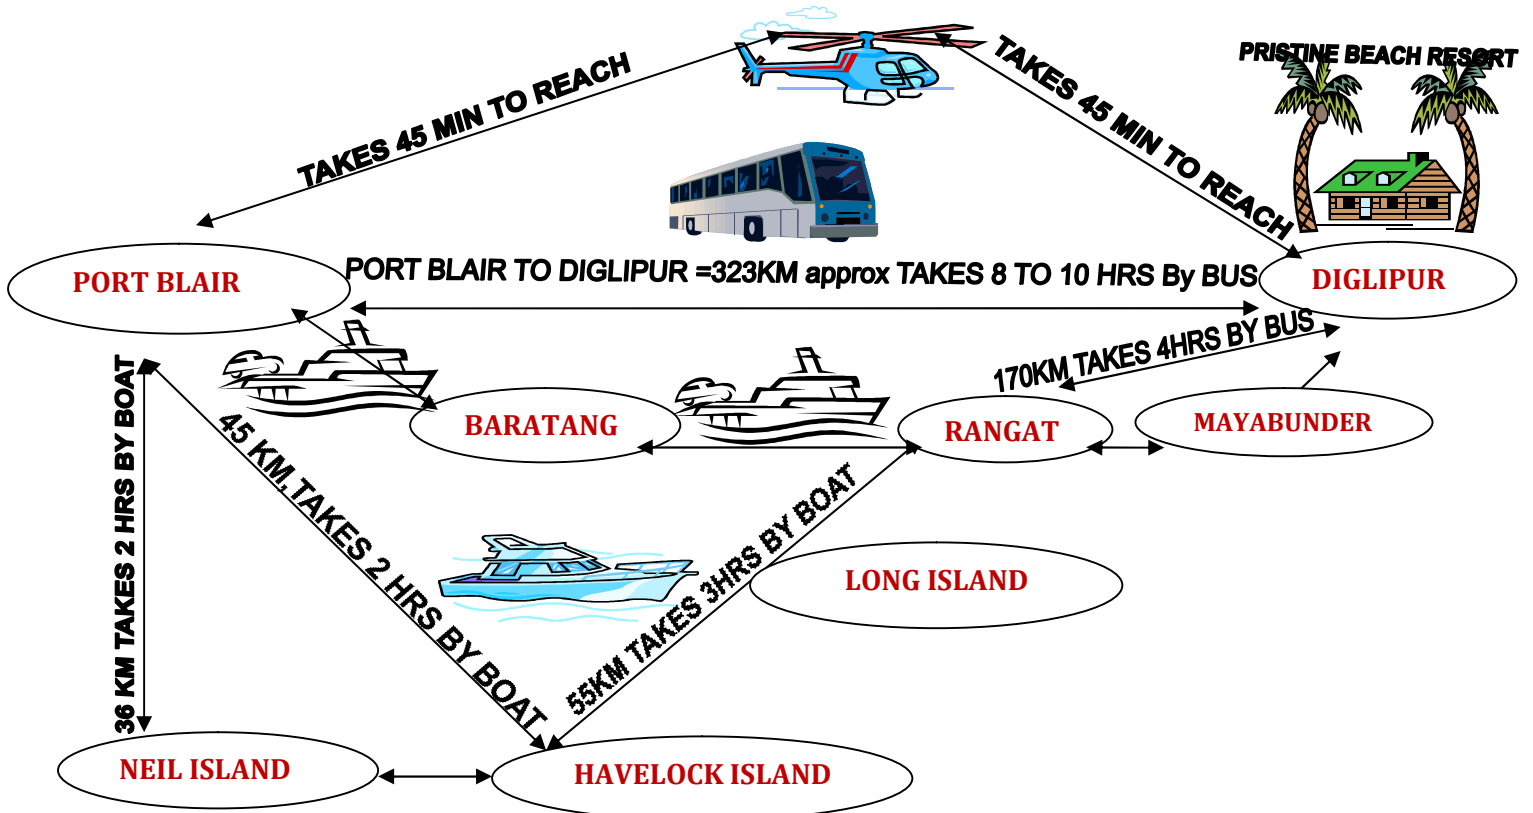 PRISTINE BEACH RESORT
TAKES 45 MIN TO REACH
TAKES 45 MIN TO REACH
PORT BLAIR
PORT BLAIR TO DIGLIPUR =323KM approx TAKES 8 TO 10 HRS By BUS
DIGLIPUR
170KM TAKES 4HRS BY BUS
BARATANG
RANGAT
MAYABUNDER
36 KM TAKES 2 HRS BY BOAT
45 KM, TAKES 2 HRS BY BOAT
55KM TAKES 3HRS BY BOAT
LONG ISLAND
NEIL ISLAND
HAVELOCK ISLAND